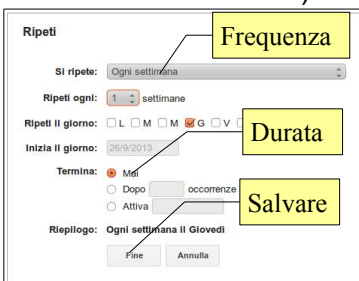 Ripeti
Frequenza
Si ripete: Ogni settimana
Ripeti ogni: 1 settimane
Ripeti il giorno: L M M G V
Durata
Inizia il giorno: 26/9/2013
Termina: Mai
Dopo occorrenze
Attiva
Salvare
Riepilogo: Ogni settimana il Giovedì
Fine Annulla